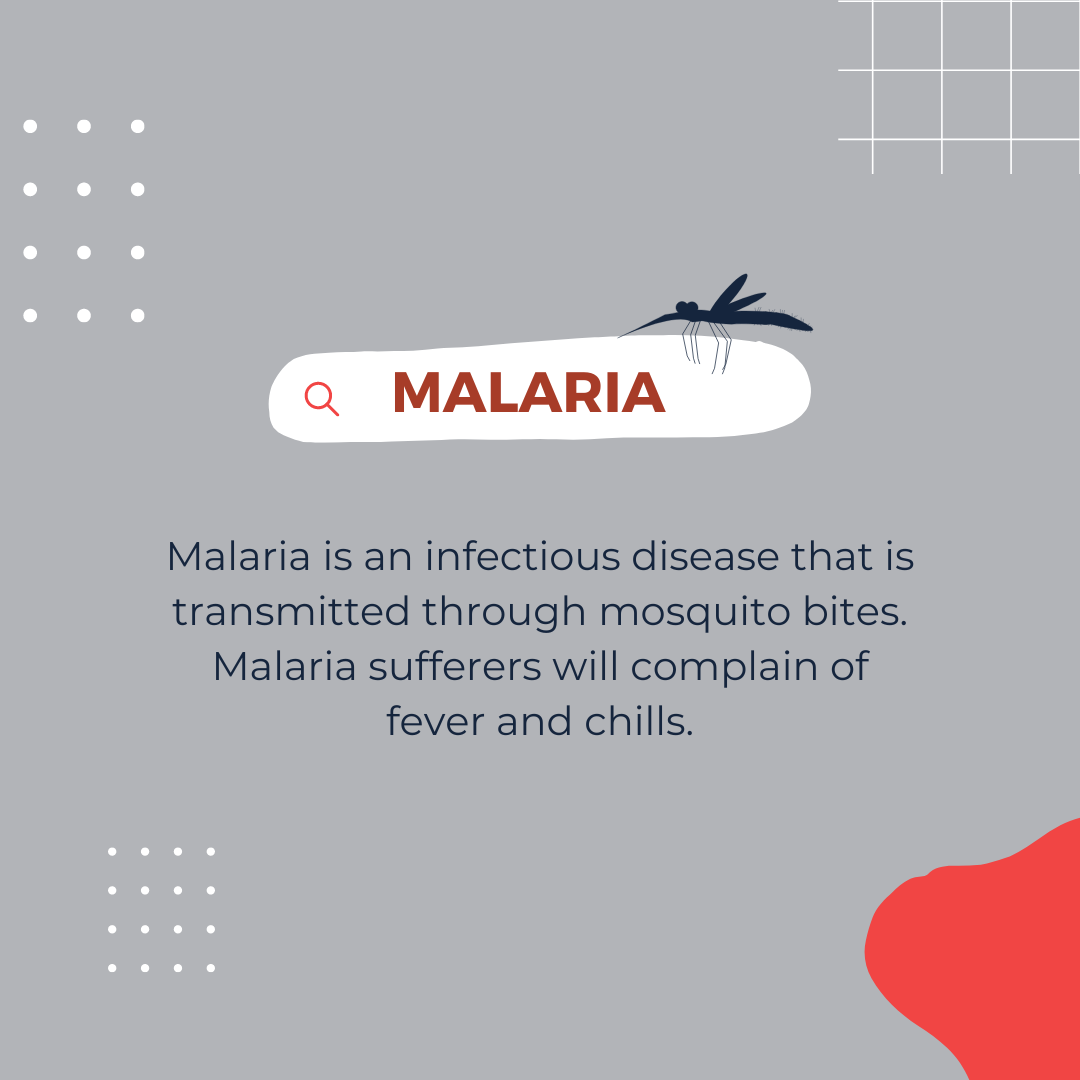 MALARIA
Malaria is an infectious disease that is
transmitted through mosquito bites.
Malaria sufferers will complain of
fever and chills.